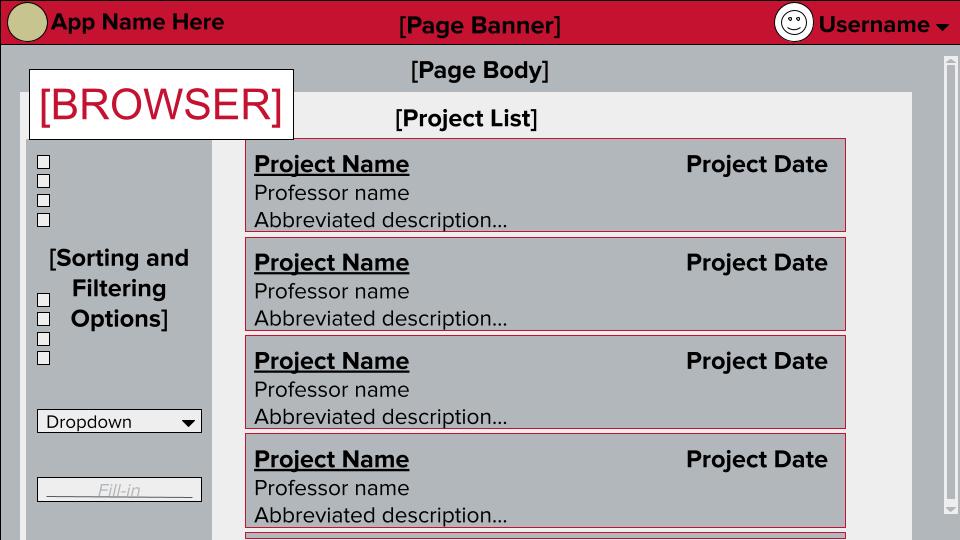 App Name Here
[Page Banner]
Username
[Page Body]
[BROWSER]
[Project List]
[Sorting and
Filtering
Options]
Dropdown
Fill-in
Project Name
Project Date
Professor name
Abbreviated description...
Project Name
Project Date
Professor name
Abbreviated description...
Project Name
Project Date
Professor name
Abbreviated description...
Project Name
Project Date
Professor name
Abbreviated description...